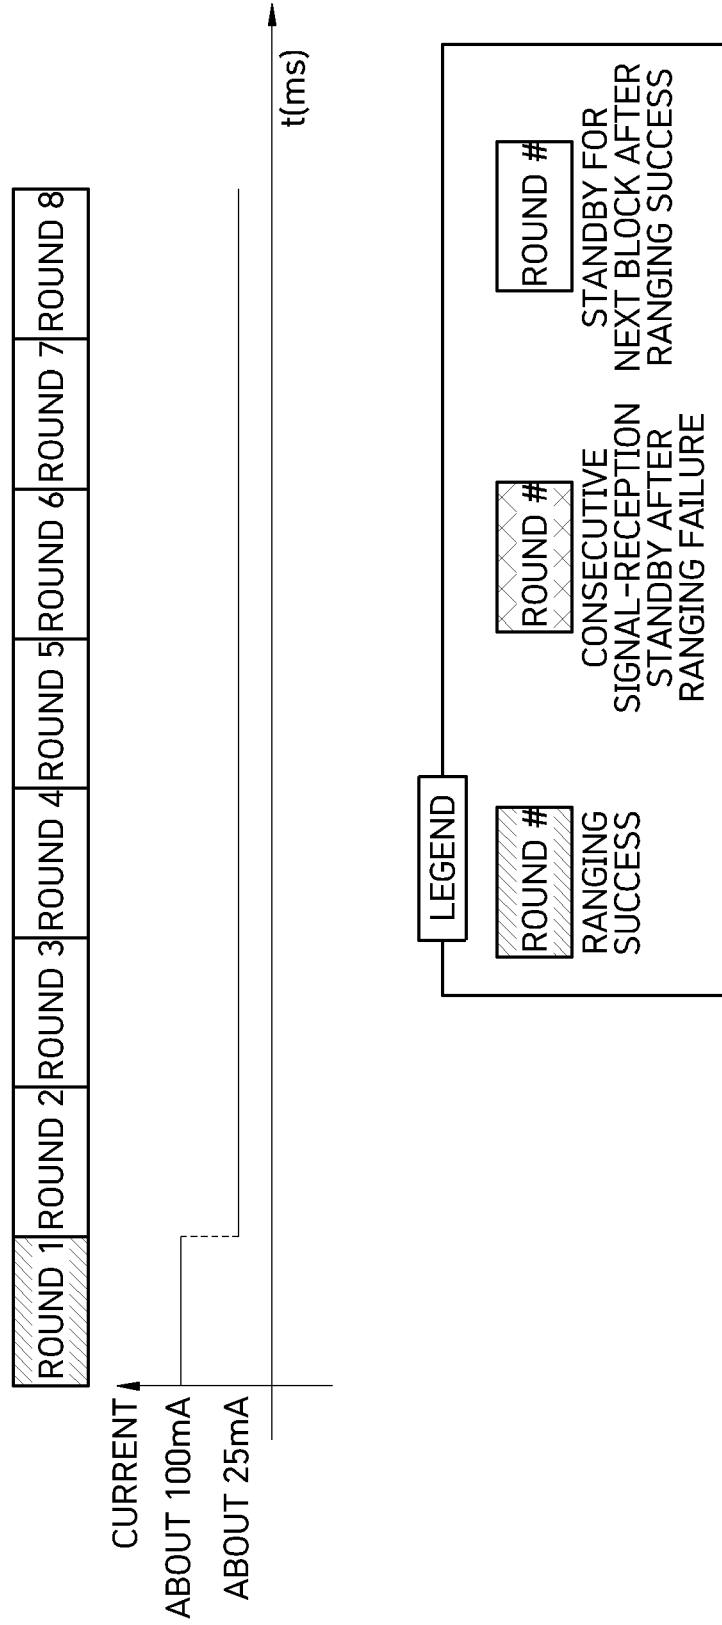 ROUND 1 ROUND 2 ROUND 3 ROUND 4 ROUND 5 ROUND 6 ROUND 7 ROUND 8
CURRENT
ABOUT 100mA
ABOUT 25mA
t(ms)
LEGEND
ROUND #
RANGING
SUCCESS
ROUND #
CONSECUTIVE
SIGNAL-RECEPTION
STANDBY AFTER
RANGING FAILURE
ROUND #
STANDBY FOR
NEXT BLOCK AFTER
RANGING SUCCESS